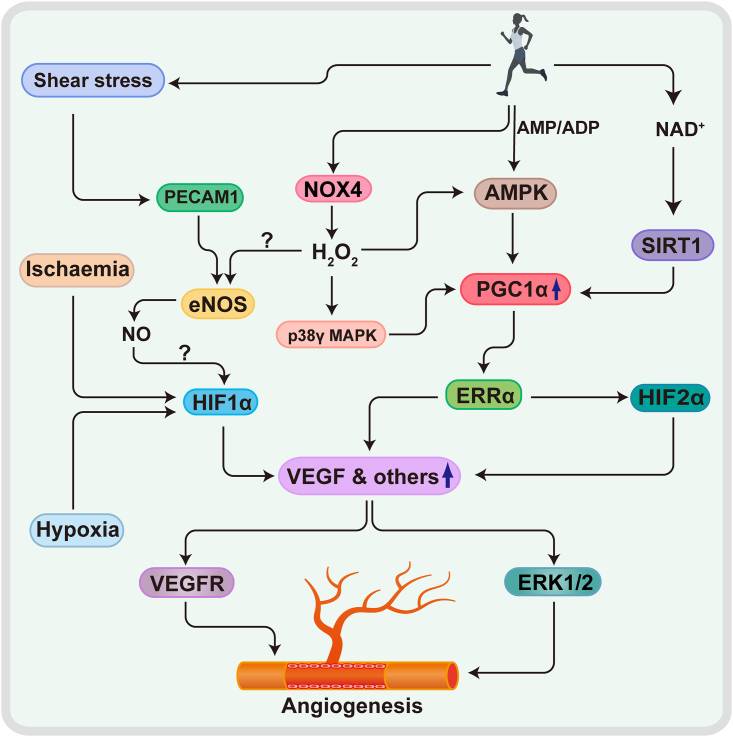 Shear stress
AMP/ADP
NAD⁺
PECAM1
NOX4
AMPK
?
H₂O₂
SIRT1
Ischaemia
eNOS
PGC1α
NO
p38γ MAPK
?
HIF1α
ERRα
HIF2α
VEGF & others
Hypoxia
VEGFR
ERK1/2
Angiogenesis